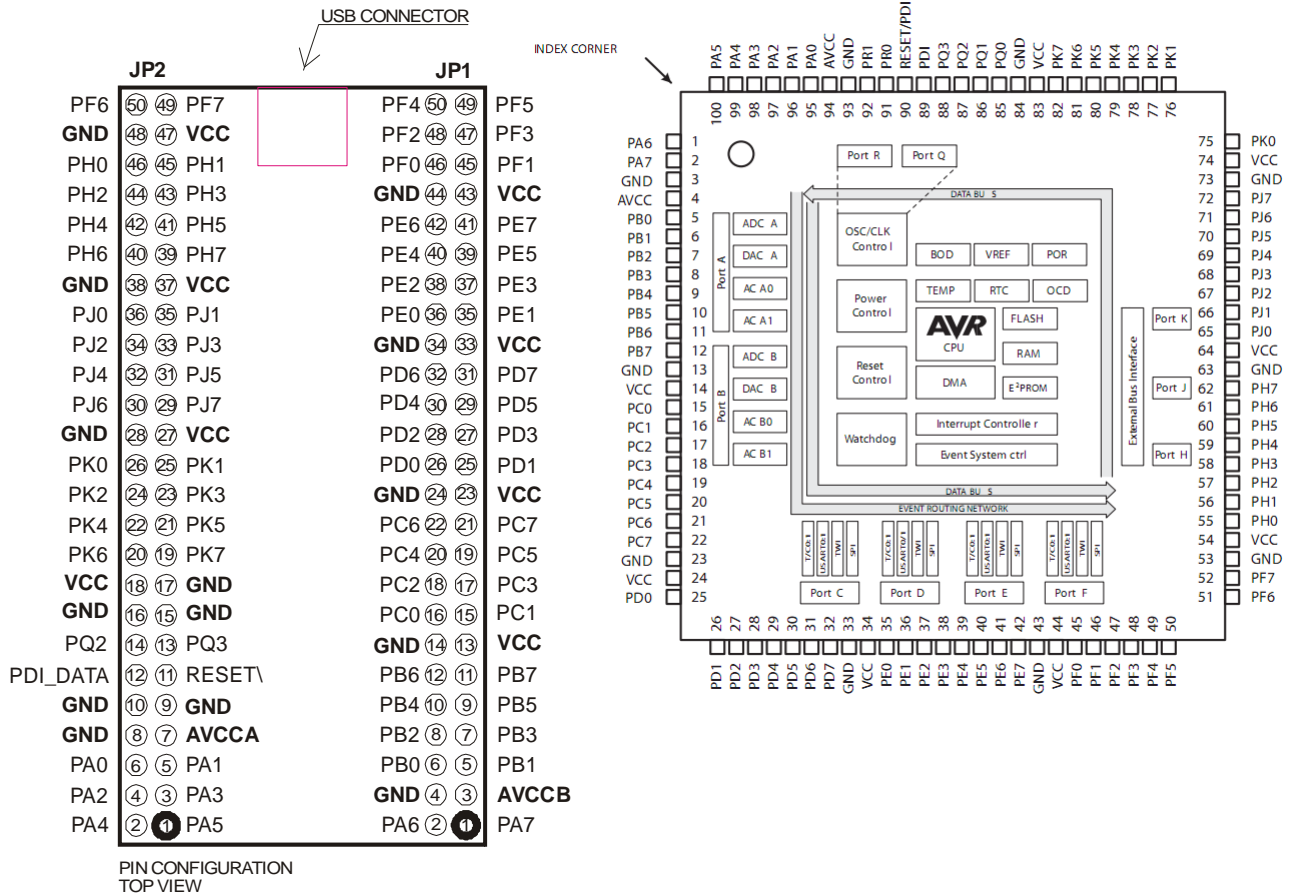 USB CONNECTOR
JP2 JP1
PF6 50 49 PF7 PF4 50 49 PF5
GND 48 47 VCC PF2 48 47 PF3
PH0 46 45 PH1 PF0 46 45 PF1
PH2 44 43 PH3 GND 44 43 VCC
PH4 42 41 PH5 PE6 42 41 PE7
PH6 40 39 PH7 PE4 40 39 PE5
GND 38 37 VCC PE2 38 37 PE3
PJ0 36 35 PJ1 PE0 36 35 PE1
PJ2 34 33 PJ3 GND 34 33 VCC
PJ4 32 31 PJ5 PD6 32 31 PD7
PJ6 30 29 PJ7 PD4 30 29 PD5
GND 28 27 VCC PD2 28 27 PD3
PK0 26 25 PK1 PD0 26 25 PD1
PK2 24 23 PK3 GND 24 23 VCC
PK4 22 21 PK5 PC6 22 21 PC7
PK6 20 19 PK7 PC4 20 19 PC5
VCC 18 17 GND PC2 18 17 PC3
GND 16 15 GND PC0 16 15 PC1
PQ2 14 13 PQ3 GND 14 13 VCC
PDI_DATA 12 11 RESET\ PB6 12 11 PB7
GND 10 9 GND PB4 10 9 PB5
GND 8 7 AVCCA PB2 8 7 PB3
PA0 6 5 PA1 PB0 6 5 PB1
PA2 4 3 PA3 GND 4 3 AVCCB
PA4 2 1 PA5 PA6 2 1 PA7
PIN CONFIGURATION
TOP VIEW
INDEX CORNER
PA5 PA4 PA3 PA2 PA1 PA0 AVCC GND PR1 PR0 RESET/PDI PDI PQ3 PQ2 PQ1 PQ0 GND VCC PK7 PK6 PK5 PK4 PK3 PK2 PK1
100 99 98 97 96 95 94 93 92 91 90 89 88 87 86 85 84 83 82 81 80 79 78 77 76
PA6 1 75 PK0
PA7 2 74 VCC
GND 3 73 GND
AVCC 4 72 PJ7
PB0 5 71 PJ6
PB1 6 70 PJ5
PB2 7 69 PJ4
PB3 8 68 PJ3
PB4 9 67 PJ2
PB5 10 66 PJ1
PB6 11 65 PJ0
PB7 12 64 VCC
GND 13 63 GND
VCC 14 62 PH7
PC0 15 61 PH6
PC1 16 60 PH5
PC2 17 59 PH4
PC3 18 58 PH3
PC4 19 57 PH2
PC5 20 56 PH1
PC6 21 55 PH0
PC7 22 54 VCC
GND 23 53 GND
VCC 24 52 PF7
PD0 25 51 PF6
Port R Port Q
DATA BU S
Port A
ADC A
DAC A
AC A0
AC A1
Port B
ADC B
DAC B
AC B0
AC B1
OSC/CLK
Contro l
Power
Contro l
Reset
Contro l
Watchdog
BOD VREF POR
TEMP RTC OCD
AVR
CPU
FLASH
RAM
DMA
E²PROM
Interrupt Controlle r
Event System ctrl
External Bus Interface
Port K
Port J
Port H
DATA BU S
EVENT ROUTING NETWORK
T/C0:1 USART0:1 TWI SPI T/C0:1 USART0/1 TWI SPI T/C0:1 USART0:1 TWI SPI T/C0:1 USART0:1 TWI SPI
Port C Port D Port E Port F
26 27 28 29 30 31 32 33 34 35 36 37 38 39 40 41 42 43 44 45 46 47 48 49 50
PD1 PD2 PD3 PD4 PD5 PD6 PD7 GND VCC PE0 PE1 PE2 PE3 PE4 PE5 PE6 PE7 GND VCC PF0 PF1 PF2 PF3 PF4 PF5